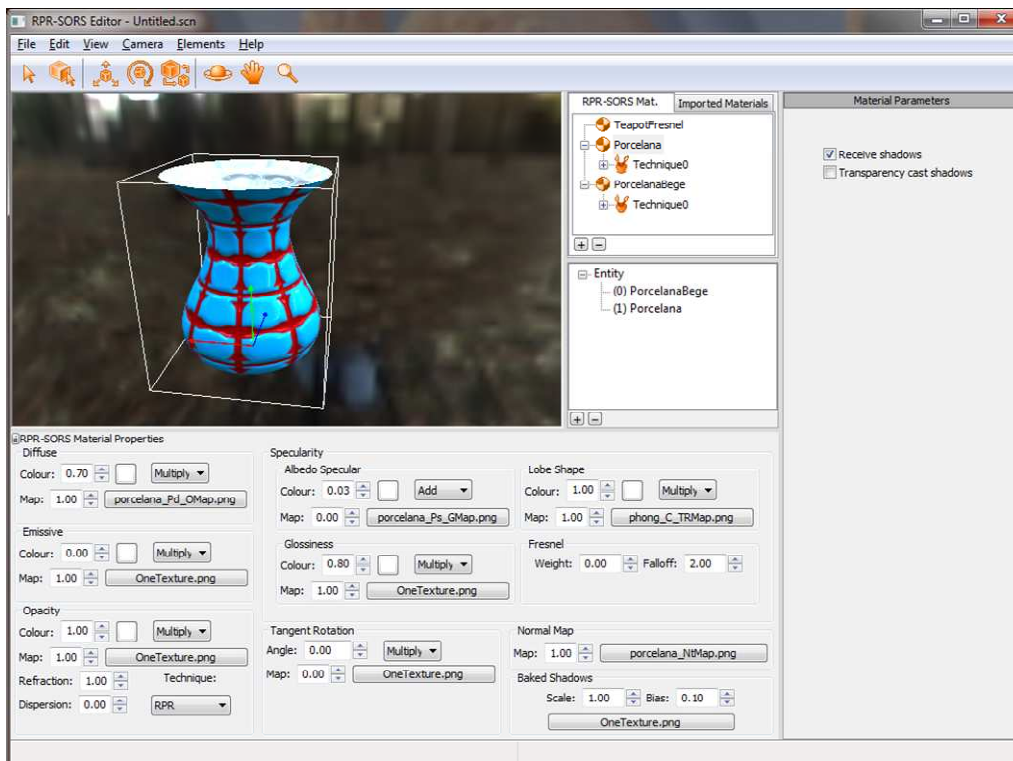 RPR-SORS Editor - Untitled.scn
File Edit View Camera Elements Help
RPR-SORS Mat. Imported Materials
TeapotFresnel
Porcelana
Technique0
PorcelanaBege
Technique0
Entity
(0) PorcelanaBege
(1) Porcelana
Material Parameters
Receive shadows
Transparency cast shadows
RPR-SORS Material Properties
Diffuse
Colour: 0.70 Multiply
Map: 1.00 porcelana_Pd_OMap.png
Emissive
Colour: 0.00 Multiply
Map: 1.00 OneTexture.png
Opacity
Colour: 1.00 Multiply
Map: 1.00 OneTexture.png
Refraction: 1.00 Technique:
Dispersion: 0.00 RPR
Specularity
Albedo Specular
Colour: 0.03 Add
Map: 0.00 porcelana_Ps_GMap.png
Glossiness
Colour: 0.80 Multiply
Map: 1.00 OneTexture.png
Lobe Shape
Colour: 1.00 Multiply
Map: 1.00 phong_C_TRMap.png
Fresnel
Weight: 0.00 Falloff: 2.00
Tangent Rotation
Angle: 0.00 Multiply
Map: 0.00 OneTexture.png
Normal Map
Map: 1.00 porcelana_NtMap.png
Baked Shadows
Scale: 1.00 Bias: 0.10
OneTexture.png